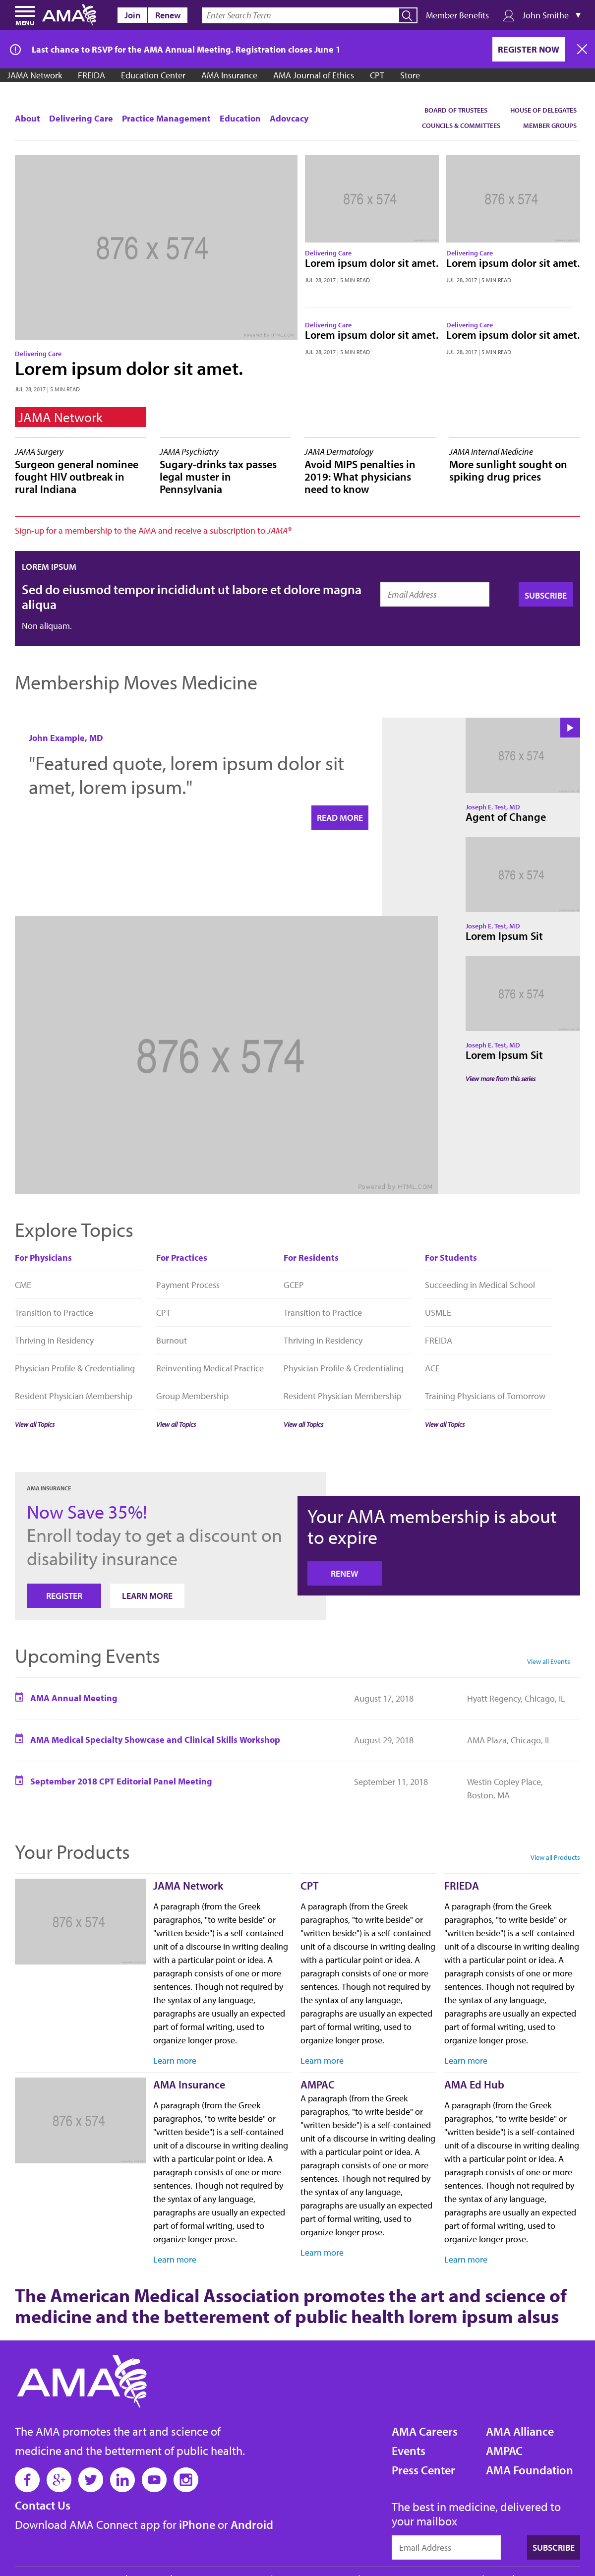 MENU
AMA
Join
Renew
Enter Search Term
Member Benefits
John Smithe
Last chance to RSVP for the AMA Annual Meeting. Registration closes June 1
REGISTER NOW
JAMA Network
FREIDA
Education Center
AMA Insurance
AMA Journal of Ethics
CPT
Store
About
Delivering Care
Practice Management
Education
Adovcacy
BOARD OF TRUSTEES
HOUSE OF DELEGATES
COUNCILS & COMMITTEES
MEMBER GROUPS
876 x 574
Powered by HTML.COM
Delivering Care
Lorem ipsum dolor sit amet.
JUL 28, 2017 | 5 MIN READ
876 x 574
Delivering Care
Lorem ipsum dolor sit amet.
JUL 28, 2017 | 5 MIN READ
876 x 574
Delivering Care
Lorem ipsum dolor sit amet.
JUL 28, 2017 | 5 MIN READ
Delivering Care
Lorem ipsum dolor sit amet.
JUL 28, 2017 | 5 MIN READ
Delivering Care
Lorem ipsum dolor sit amet.
JUL 28, 2017 | 5 MIN READ
JAMA Network
JAMA Surgery
Surgeon general nominee
fought HIV outbreak in
rural Indiana
JAMA Psychiatry
Sugary-drinks tax passes
legal muster in
Pennsylvania
JAMA Dermatology
Avoid MIPS penalties in
2019: What physicians
need to know
JAMA Internal Medicine
More sunlight sought on
spiking drug prices
Sign-up for a membership to the AMA and receive a subscription to JAMA®
LOREM IPSUM
Sed do eiusmod tempor incididunt ut labore et dolore magna
aliqua
Non aliquam.
Email Address
SUBSCRIBE
Membership Moves Medicine
John Example, MD
"Featured quote, lorem ipsum dolor sit
amet, lorem ipsum."
READ MORE
876 x 574
Powered by HTML.COM
876 x 574
Joseph E. Test, MD
Agent of Change
876 x 574
Joseph E. Test, MD
Lorem Ipsum Sit
876 x 574
Joseph E. Test, MD
Lorem Ipsum Sit
View more from this series
Explore Topics
For Physicians
CME
Transition to Practice
Thriving in Residency
Physician Profile & Credentialing
Resident Physician Membership
View all Topics
For Practices
Payment Process
CPT
Burnout
Reinventing Medical Practice
Group Membership
View all Topics
For Residents
GCEP
Transition to Practice
Thriving in Residency
Physician Profile & Credentialing
Resident Physician Membership
View all Topics
For Students
Succeeding in Medical School
USMLE
FREIDA
ACE
Training Physicians of Tomorrow
View all Topics
AMA INSURANCE
Now Save 35%!
Enroll today to get a discount on
disability insurance
REGISTER
LEARN MORE
Your AMA membership is about
to expire
RENEW
Upcoming Events
View all Events
AMA Annual Meeting
August 17, 2018
Hyatt Regency, Chicago, IL
AMA Medical Specialty Showcase and Clinical Skills Workshop
August 29, 2018
AMA Plaza, Chicago, IL
September 2018 CPT Editorial Panel Meeting
September 11, 2018
Westin Copley Place,
Boston, MA
Your Products
View all Products
876 x 574
JAMA Network
A paragraph (from the Greek
paragraphos, "to write beside" or
"written beside") is a self-contained
unit of a discourse in writing dealing
with a particular point or idea. A
paragraph consists of one or more
sentences. Though not required by
the syntax of any language,
paragraphs are usually an expected
part of formal writing, used to
organize longer prose.
Learn more
CPT
A paragraph (from the Greek
paragraphos, "to write beside" or
"written beside") is a self-contained
unit of a discourse in writing dealing
with a particular point or idea. A
paragraph consists of one or more
sentences. Though not required by
the syntax of any language,
paragraphs are usually an expected
part of formal writing, used to
organize longer prose.
Learn more
FRIEDA
A paragraph (from the Greek
paragraphos, "to write beside" or
"written beside") is a self-contained
unit of a discourse in writing dealing
with a particular point or idea. A
paragraph consists of one or more
sentences. Though not required by
the syntax of any language,
paragraphs are usually an expected
part of formal writing, used to
organize longer prose.
Learn more
876 x 574
AMA Insurance
A paragraph (from the Greek
paragraphos, "to write beside" or
"written beside") is a self-contained
unit of a discourse in writing dealing
with a particular point or idea. A
paragraph consists of one or more
sentences. Though not required by
the syntax of any language,
paragraphs are usually an expected
part of formal writing, used to
organize longer prose.
Learn more
AMPAC
A paragraph (from the Greek
paragraphos, "to write beside" or
"written beside") is a self-contained
unit of a discourse in writing dealing
with a particular point or idea. A
paragraph consists of one or more
sentences. Though not required by
the syntax of any language,
paragraphs are usually an expected
part of formal writing, used to
organize longer prose.
Learn more
AMA Ed Hub
A paragraph (from the Greek
paragraphos, "to write beside" or
"written beside") is a self-contained
unit of a discourse in writing dealing
with a particular point or idea. A
paragraph consists of one or more
sentences. Though not required by
the syntax of any language,
paragraphs are usually an expected
part of formal writing, used to
organize longer prose.
Learn more
The American Medical Association promotes the art and science of
medicine and the betterement of public health lorem ipsum alsus
AMA
The AMA promotes the art and science of
medicine and the betterment of public health.
Contact Us
Download AMA Connect app for iPhone or Android
AMA Careers
Events
Press Center
AMA Alliance
AMPAC
AMA Foundation
The best in medicine, delivered to
your mailbox
Email Address
SUBSCRIBE